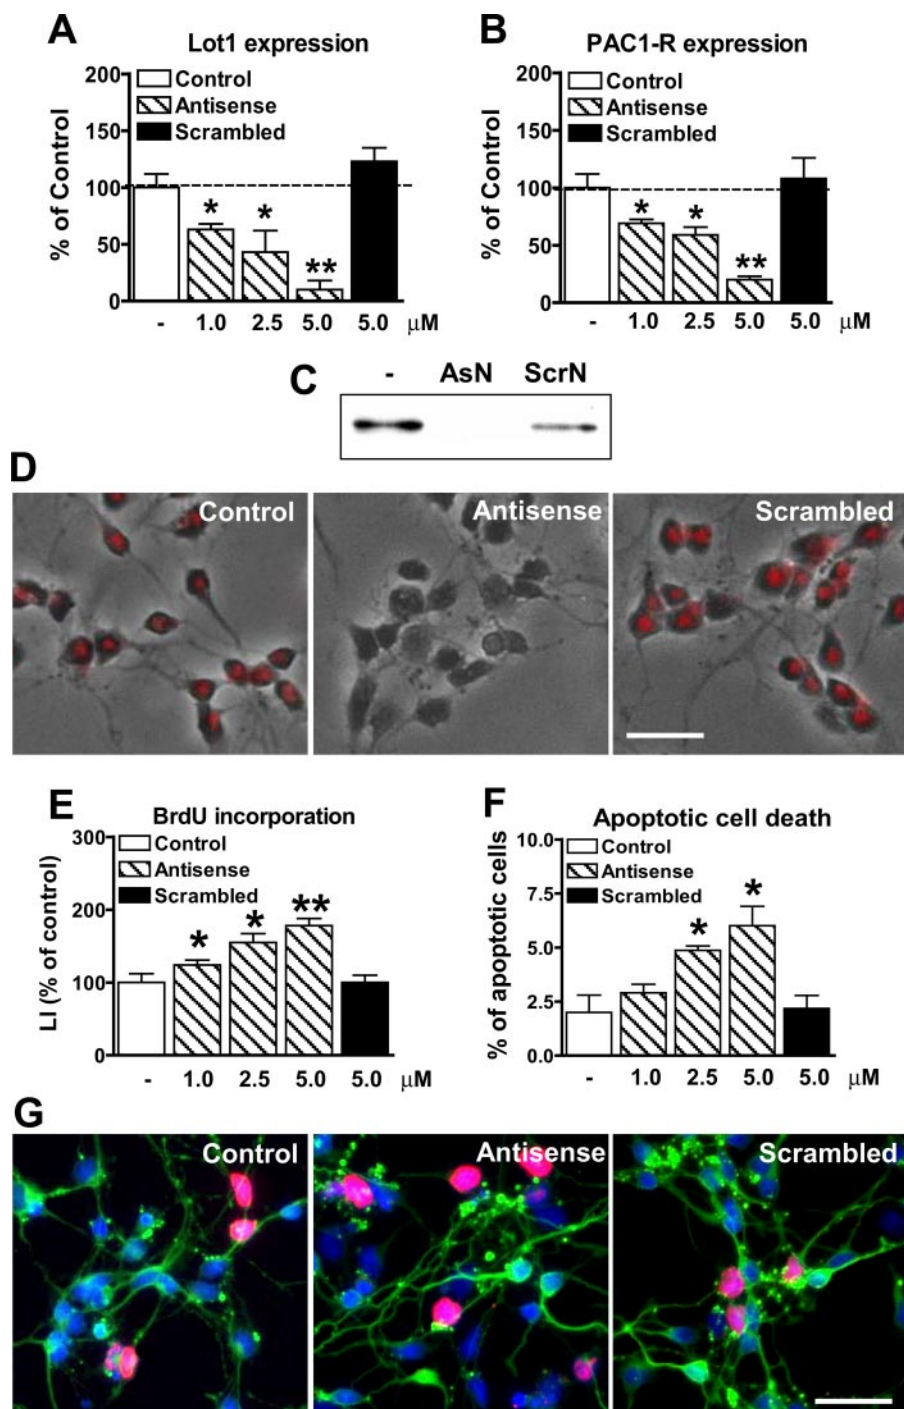 A
Lot1 expression
% of Control
200
150
100
50
0
Control
Antisense
Scrambled
*
*
**
- 1.0 2.5 5.0 5.0 μM
B
PAC1-R expression
% of Control
200
150
100
50
0
Control
Antisense
Scrambled
*
*
**
- 1.0 2.5 5.0 5.0 μM
C
- AsN ScrN
D
Control
Antisense
Scrambled
E
BrdU incorporation
LI (% of control)
300
200
100
0
Control
Antisense
Scrambled
*
*
**
- 1.0 2.5 5.0 5.0 μM
F
Apoptotic cell death
% of apoptotic cells
10.0
7.5
5.0
2.5
0.0
Control
Antisense
Scrambled
*
*
- 1.0 2.5 5.0 5.0 μM
G
Control
Antisense
Scrambled